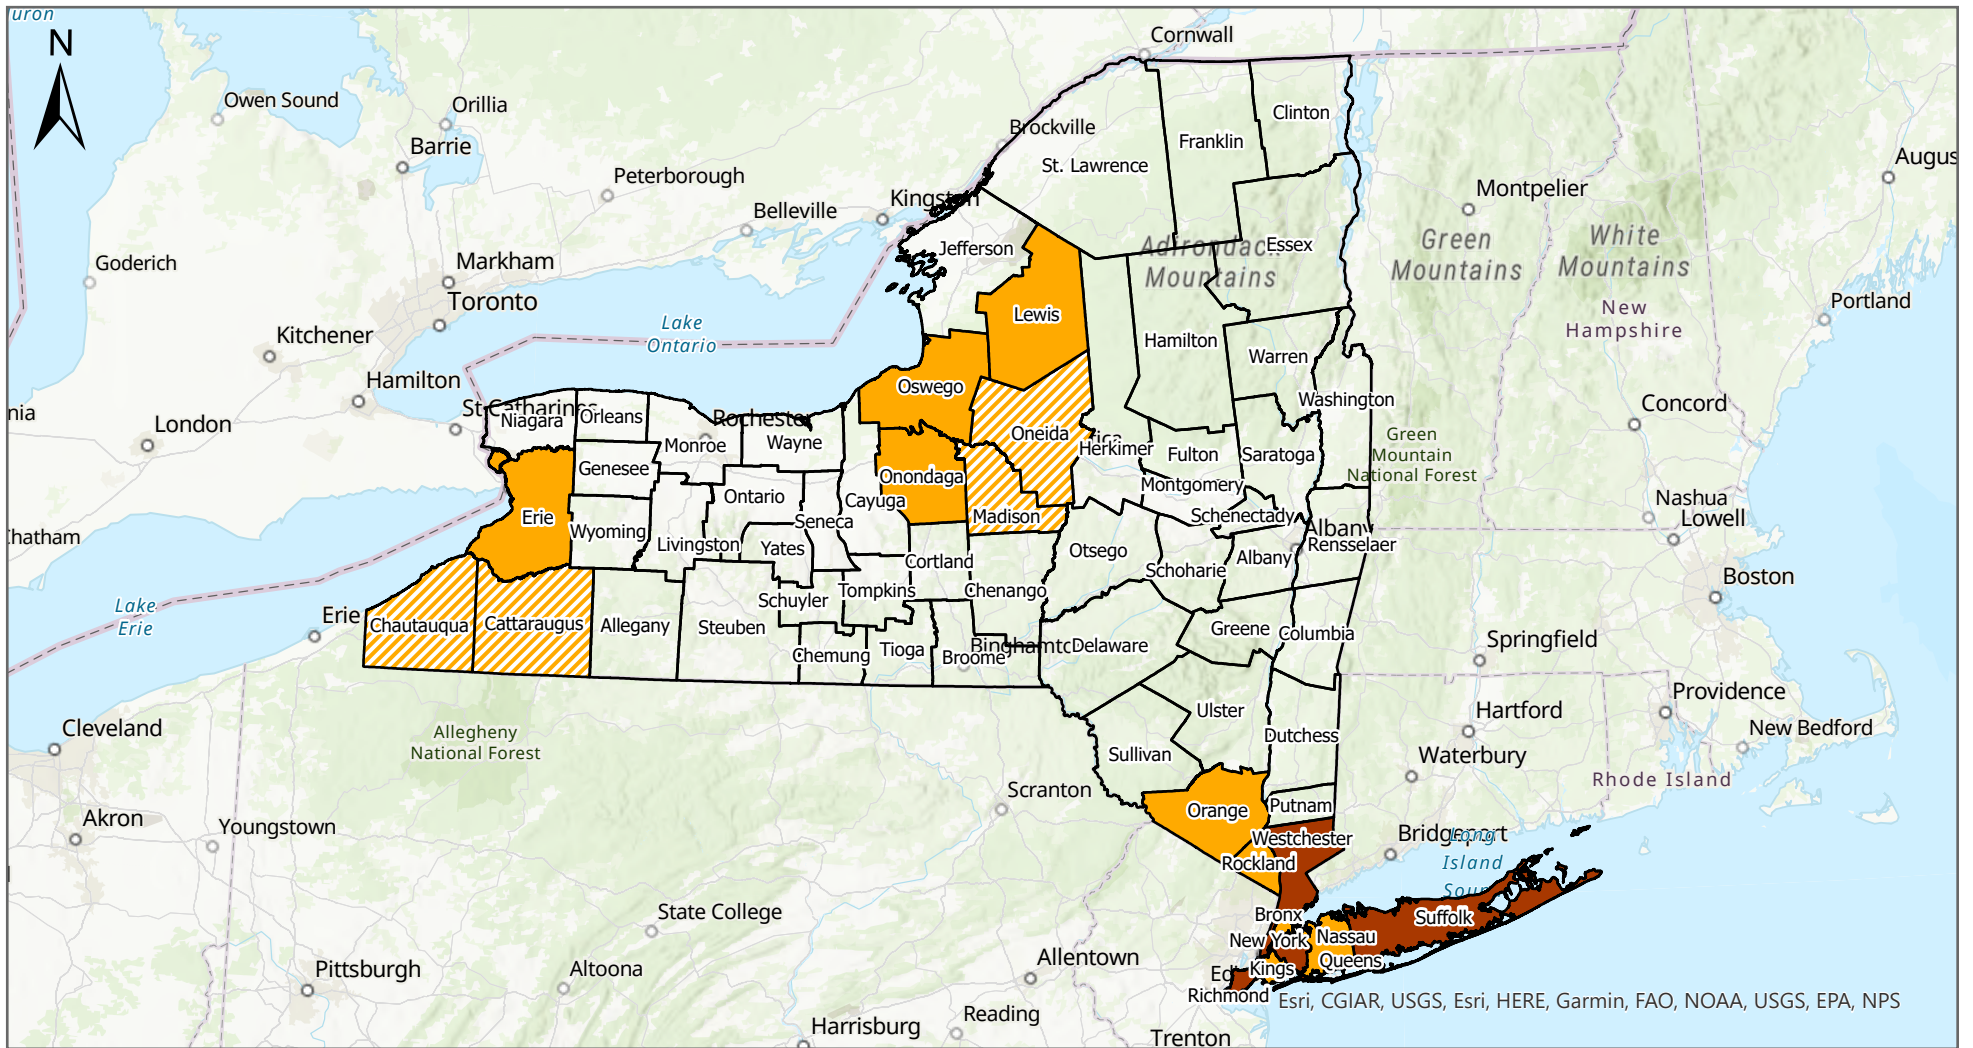 uron
N
Cornwall
Owen Sound
Orillia
Clinton
Brockville
Franklin
Barrie
St. Lawrence
Augus
Peterborough
Montpelier
Belleville
Kingston
Jefferson
Essex
Adirondack
Mountains
Green
Mountains
White
Mountains
Goderich
Markham
Toronto
New
Hampshire
Portland
Lewis
Lake
Ontario
Kitchener
Hamilton
Warren
Hamilton
Oswego
Washington
Concord
nia
London
St Catharines
Niagara
Orleans
Rochester
Monroe
Wayne
Oneida
Herkimer
Fulton
Saratoga
Green
Mountain
National Forest
Genesee
Onondaga
Montgomery
Ontario
Cayuga
Nashua
Lowell
Erie
Wyoming
Seneca
Madison
Schenectady
Albany
Rensselaer
Chatham
Livingston
Yates
Cortland
Otsego
Albany
Schoharie
Boston
Lake
Erie
Erie
Chautauqua
Cattaraugus
Allegany
Steuben
Schuyler
Tompkins
Chenango
Greene
Columbia
Springfield
Chemung
Tioga
Broome
Binghamto
Delaware
Providence
Cleveland
Allegheny
National Forest
Ulster
Dutchess
Hartford
New Bedford
Sullivan
Waterbury
Rhode Island
Scranton
Orange
Putnam
Akron
Youngstown
Westchester
Bridgeport
Rockland
Long
Island
Soun
State College
Bronx
Suffolk
New York
Nassau
Pittsburgh
Altoona
Allentown
Ed
Kings
Queens
Richmond
Esri, CGIAR, USGS, Esri, HERE, Garmin, FAO, NOAA, USGS, EPA, NPS
Harrisburg
Reading
Trenton